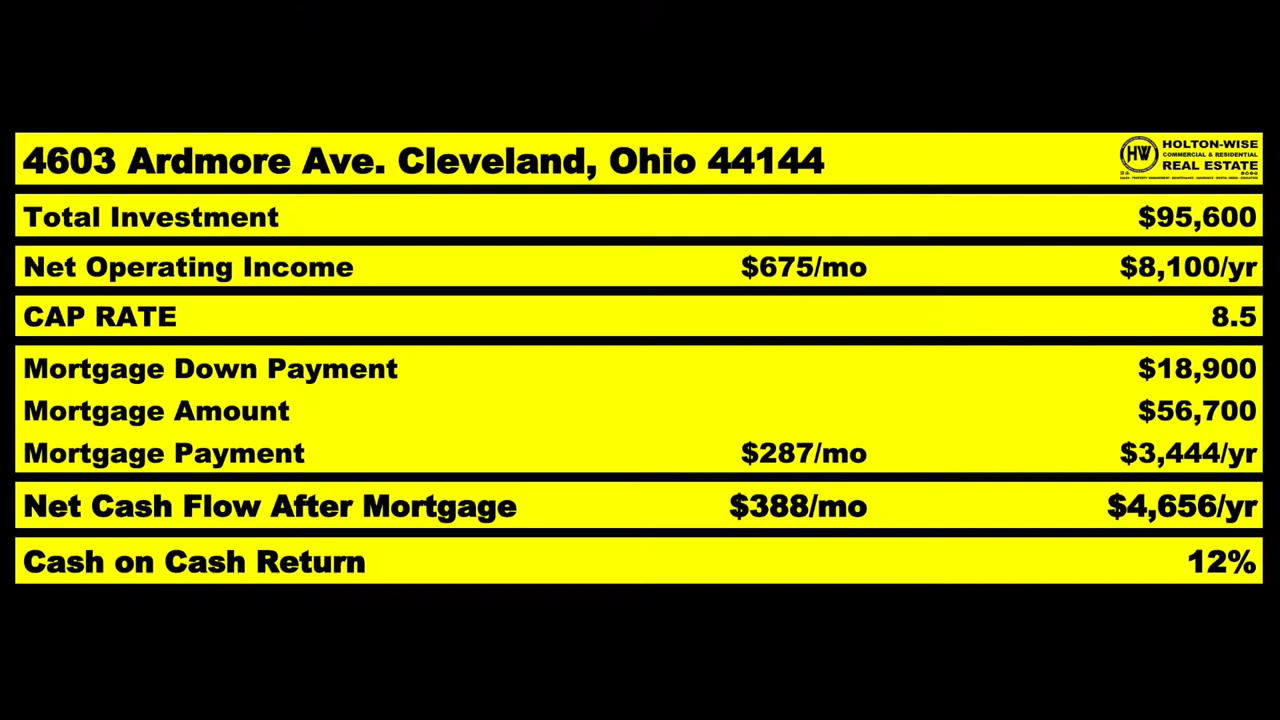 4603 Ardmore Ave. Cleveland, Ohio 44144
HW
HOLTON-WISE
COMMERCIAL & RESIDENTIAL
REAL ESTATE
Total Investment $95,600
Net Operating Income $675/mo $8,100/yr
CAP RATE 8.5
Mortgage Down Payment $18,900
Mortgage Amount $56,700
Mortgage Payment $287/mo $3,444/yr
Net Cash Flow After Mortgage $388/mo $4,656/yr
Cash on Cash Return 12%